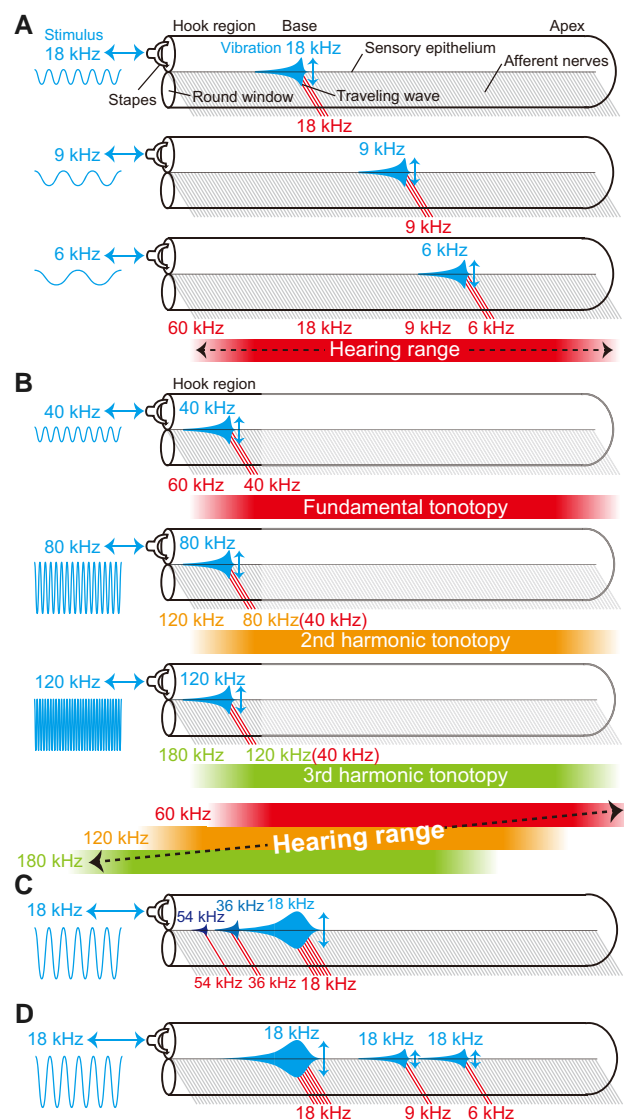 A
Hook region Base Apex
Stimulus
18 kHz
Vibration 18 kHz
Sensory epithelium
Afferent nerves
Stapes
Round window
Traveling wave
18 kHz
9 kHz
9 kHz
9 kHz
6 kHz
6 kHz
60 kHz 18 kHz 9 kHz 6 kHz
Hearing range
B
Hook region
40 kHz
40 kHz
60 kHz 40 kHz
Fundamental tonotopy
80 kHz
80 kHz
120 kHz 80 kHz(40 kHz)
2nd harmonic tonotopy
120 kHz
120 kHz
180 kHz 120 kHz(40 kHz)
3rd harmonic tonotopy
60 kHz
120 kHz
Hearing range
180 kHz
C
18 kHz
54 kHz 36 kHz 18 kHz
54 kHz 36 kHz 18 kHz
D
18 kHz
18 kHz 18 kHz 18 kHz
18 kHz 9 kHz 6 kHz